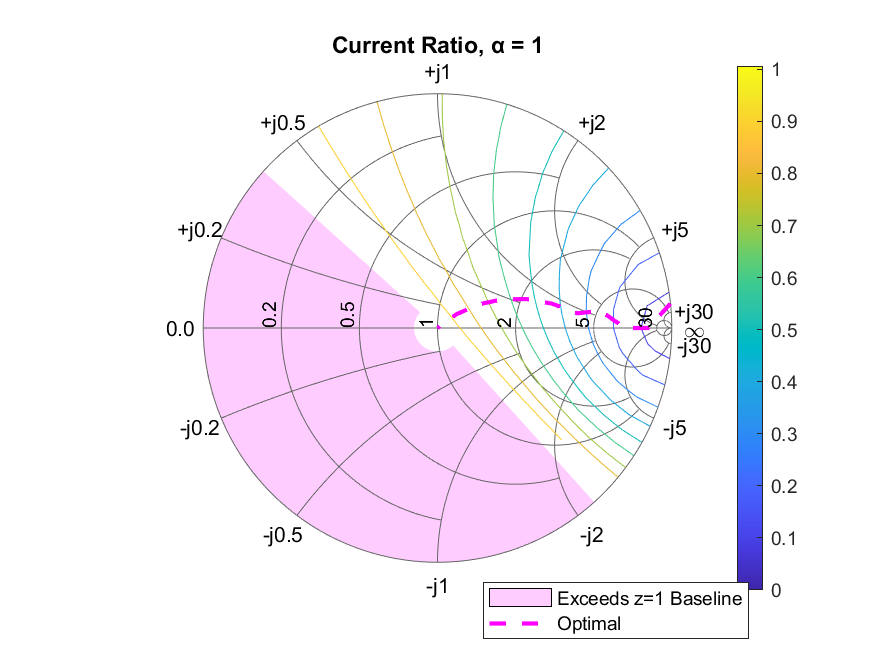 Current Ratio, α = 1
+j1
+j0.5
+j2
+j0.2
+j5
+j30
0.0
0.2
0.5
1
2
5
30
∞
-j30
-j0.2
-j5
-j0.5
-j2
-j1
1
0.9
0.8
0.7
0.6
0.5
0.4
0.3
0.2
0.1
0
Exceeds z=1 Baseline
Optimal